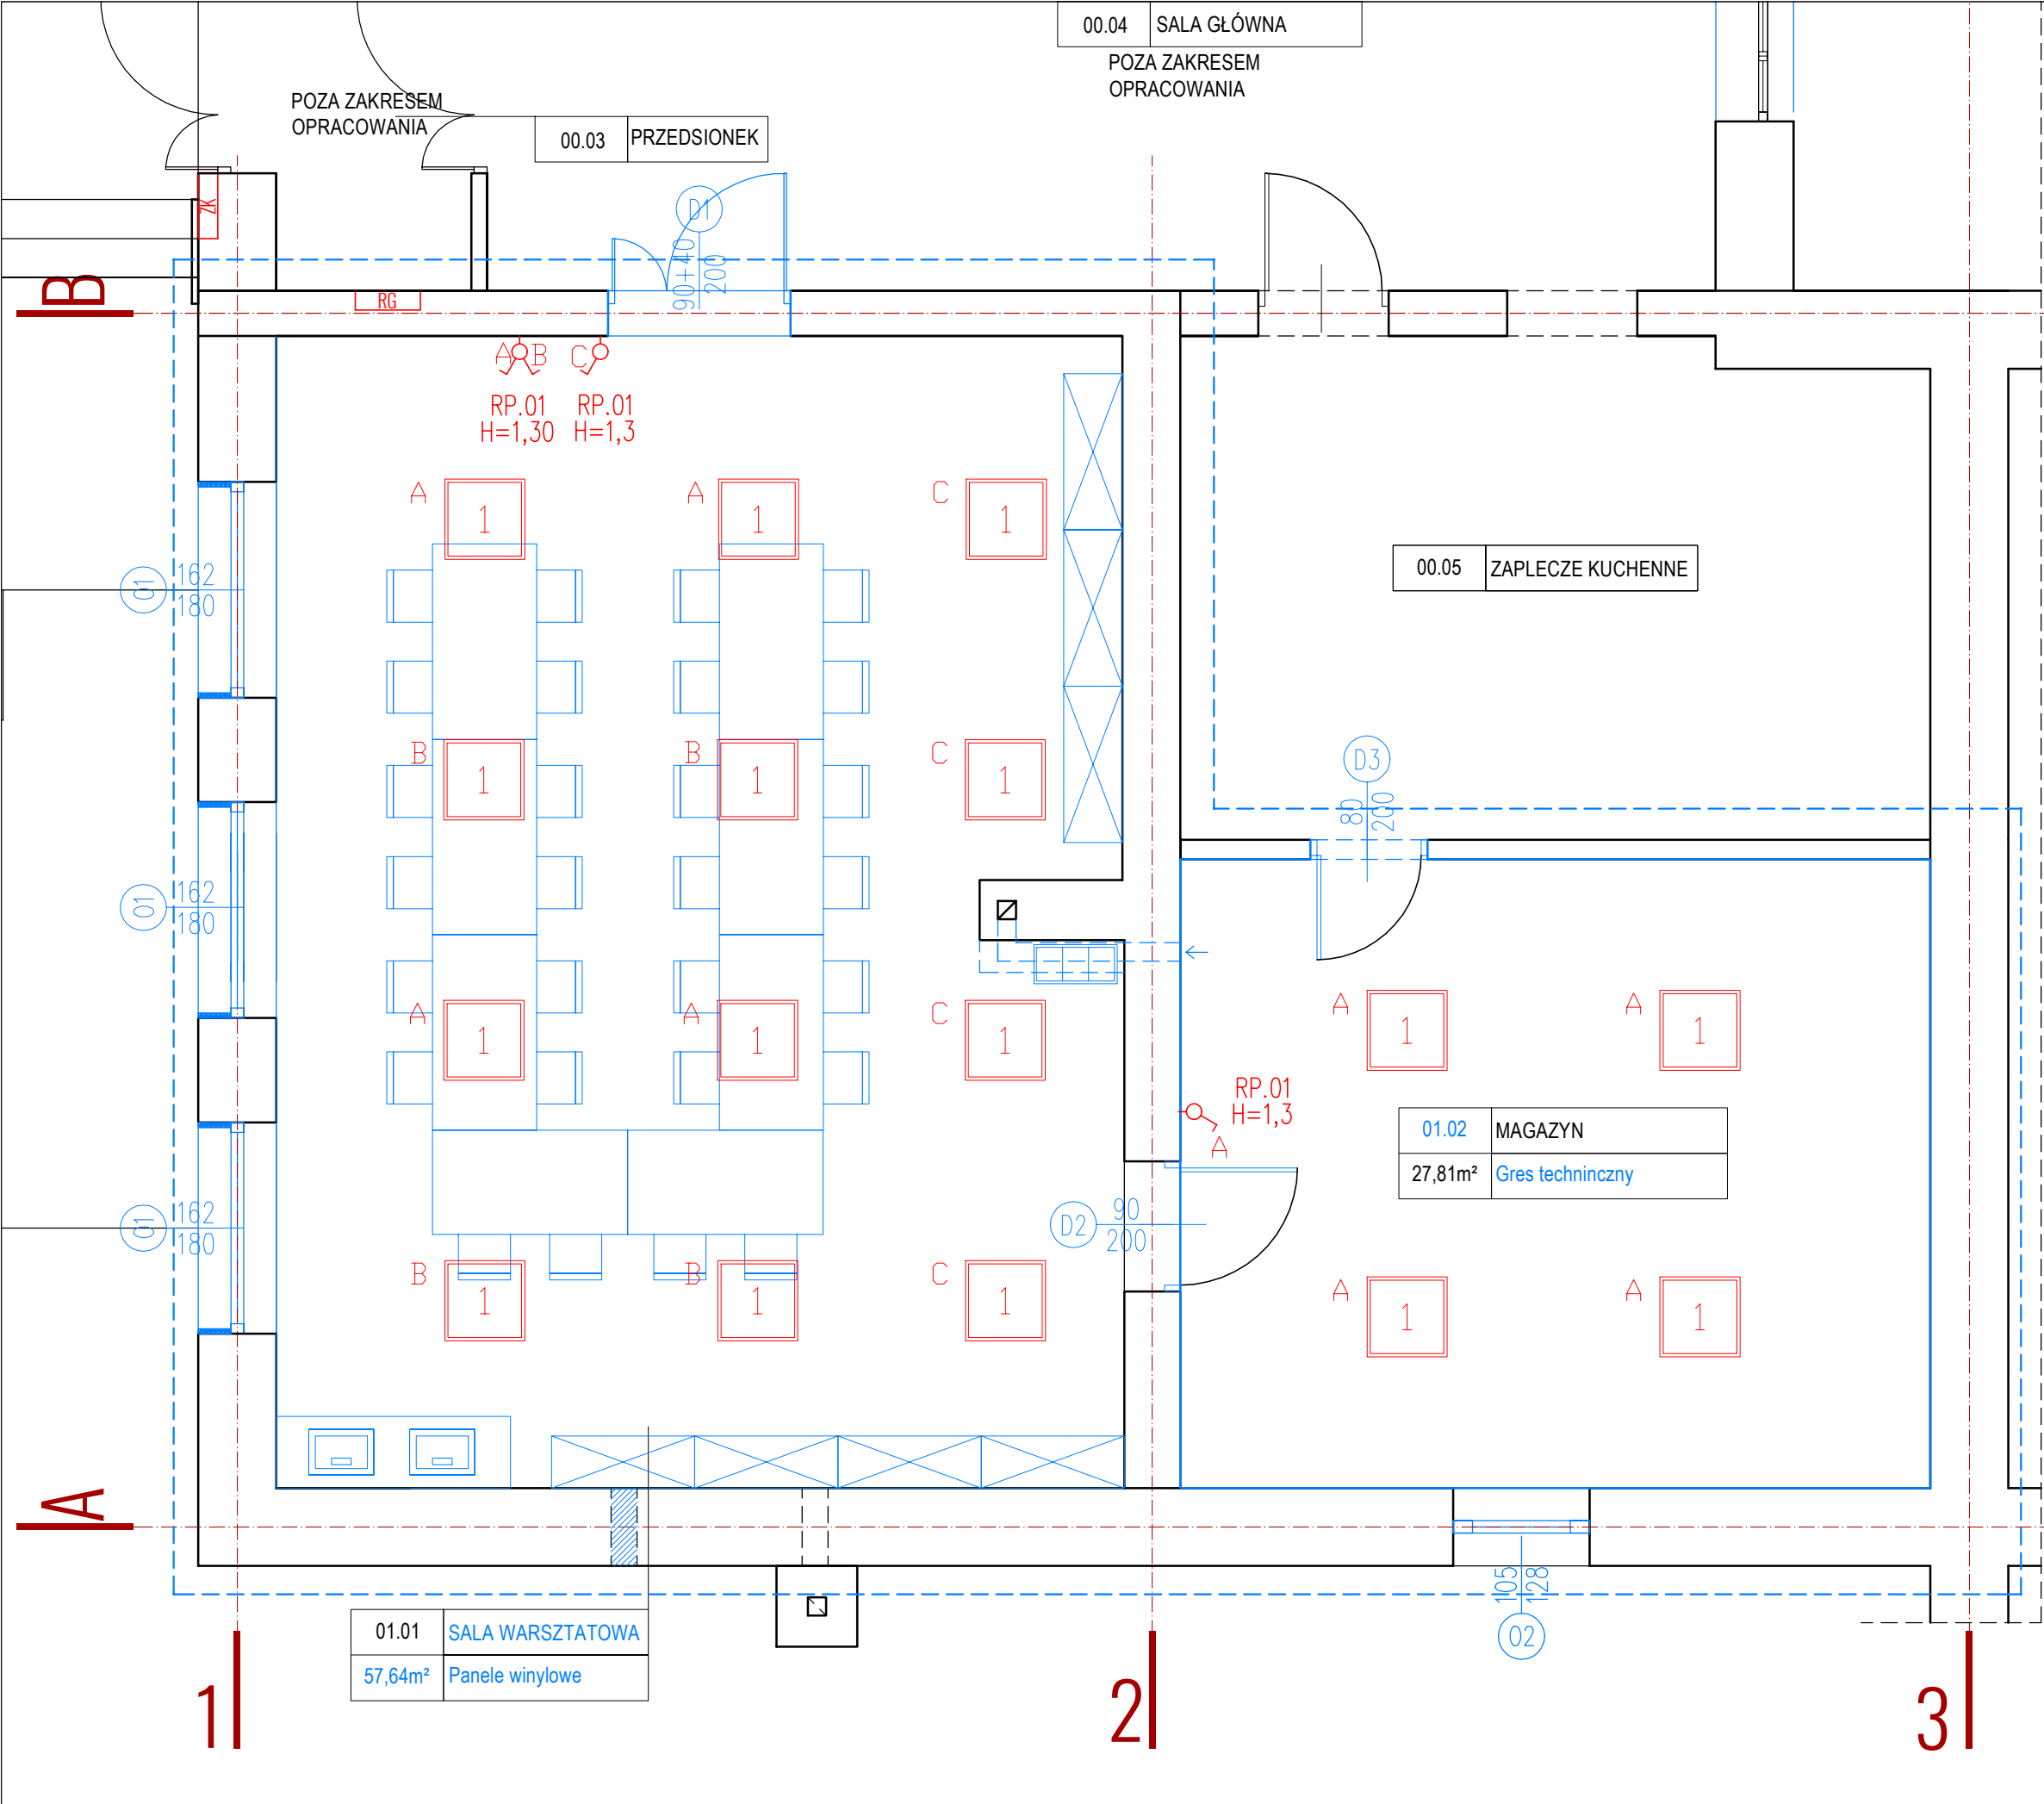 00.04 SALA GŁÓWNA
POZA ZAKRESEM
OPRACOWANIA
POZA ZAKRESEM
OPRACOWANIA
00.03 PRZEDSIONEK
ZK
D1
90+40
200
B
RG
A B C
RP.01 RP.01
H=1,30 H=1,3
A 1 A 1 C 1
01 162
180
00.05 ZAPLECZE KUCHENNE
B 1 B 1 C 1
D3
80
200
01 162
180
A 1 A 1 C 1
A 1 A 1
RP.01
H=1,3
A
01.02 MAGAZYN
27,81m² Gres techninczny
01 162
180
D2 90
200
B 1 B 1 C 1
A 1 A 1
A
105
128
02
01.01 SALA WARSZTATOWA
57,64m² Panele winylowe
1 2 3